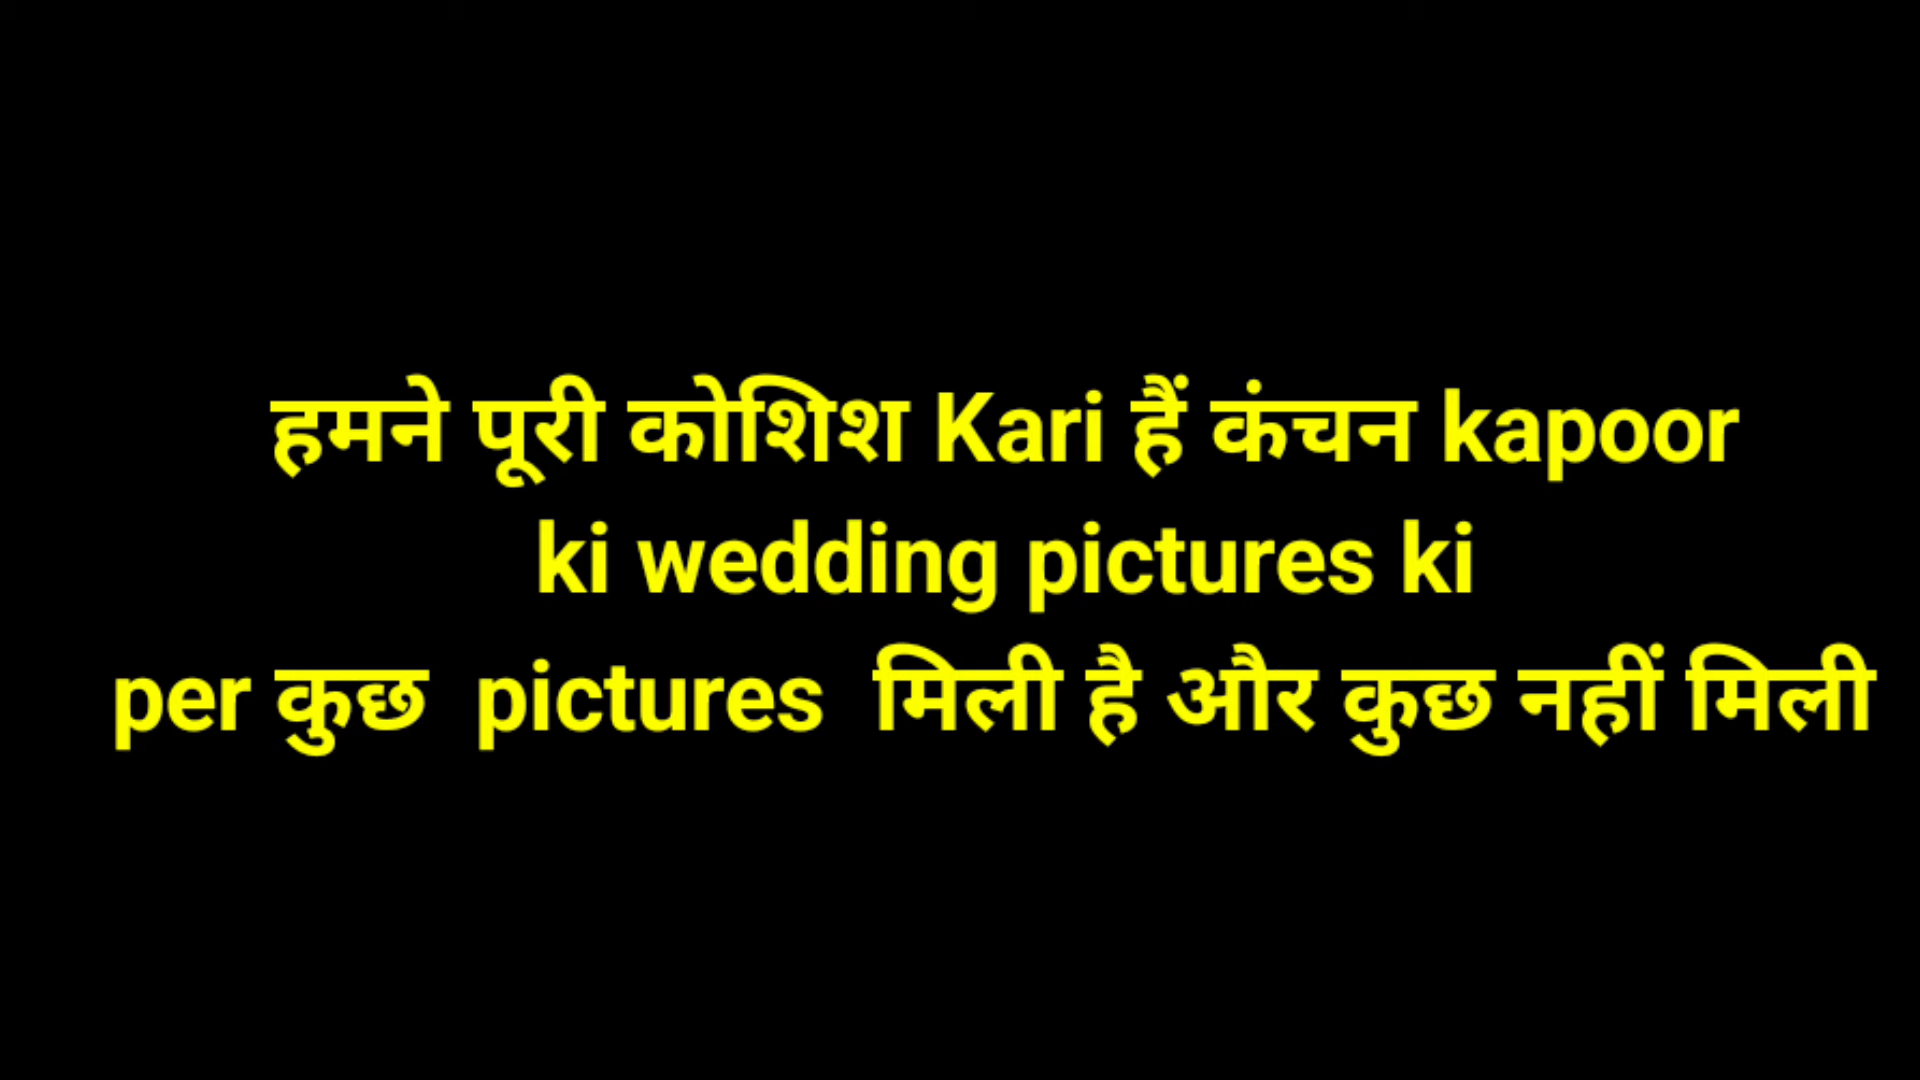 हमने पूरी कोशिश Kari हैं कंचन kapoor
ki wedding pictures ki
per कुछ pictures मिली है और कुछ नहीं मिली